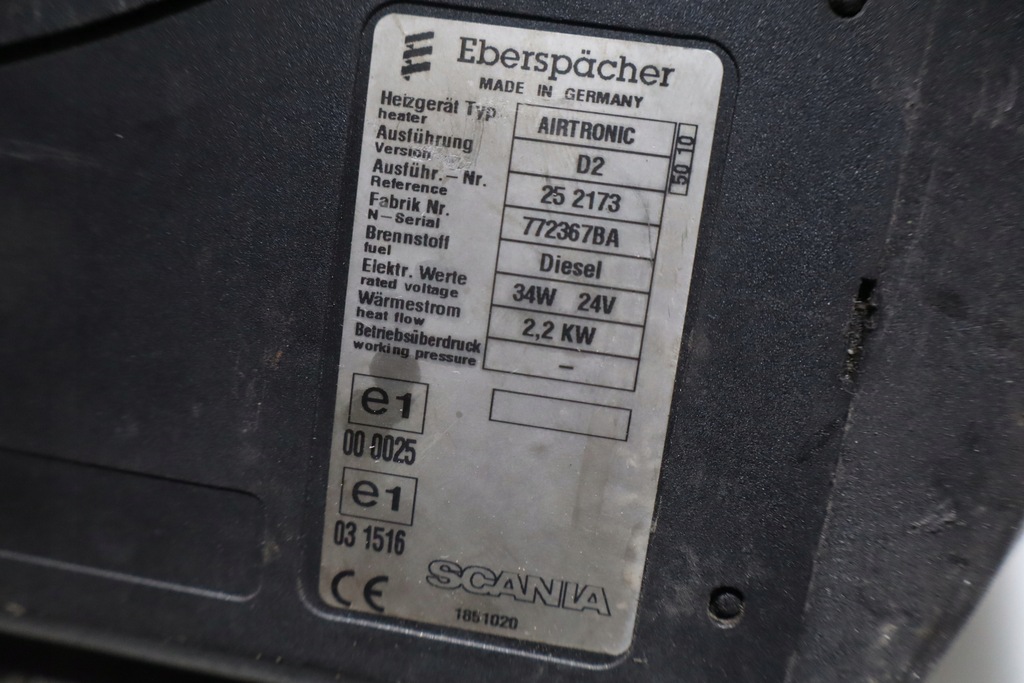 Eberspächer
MADE IN GERMANY
Heizgerät Typ AIRTRONIC
heater
Ausführung D2
Version
Ausführ.-Nr. 25 2173
Reference
Fabrik Nr. 772367BA
N-Serial
Brennstoff Diesel
fuel
Elektr. Werte 34W 24V
rated voltage
Wärmestrom 2,2 KW
heat flow
Betriebsüberdruck –
working pressure
50 10
e1
00 0025
e1
03 1516
CE SCANIA
1851020